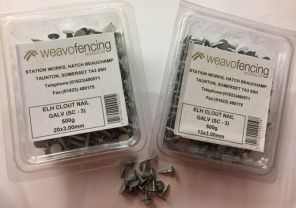 weavofencing
STATION WORKS, HATCH BEAUCHAMP
TAUNTON, SOMERSET TA3 6SH
Telephone:(01823)480571
Fax:(01823) 480175
ELH CLOUT NAIL
GALV (SC - 3)
500g
20x3.00mm
weavofencing
STATION WORKS, HATCH BEAUCHAMP
TAUNTON, SOMERSET TA3 6SH
Telephone:(01823)480571
Fax:(01823) 480175
ELH CLOUT NAIL
GALV (SC - 3)
500g
13x3.00mm